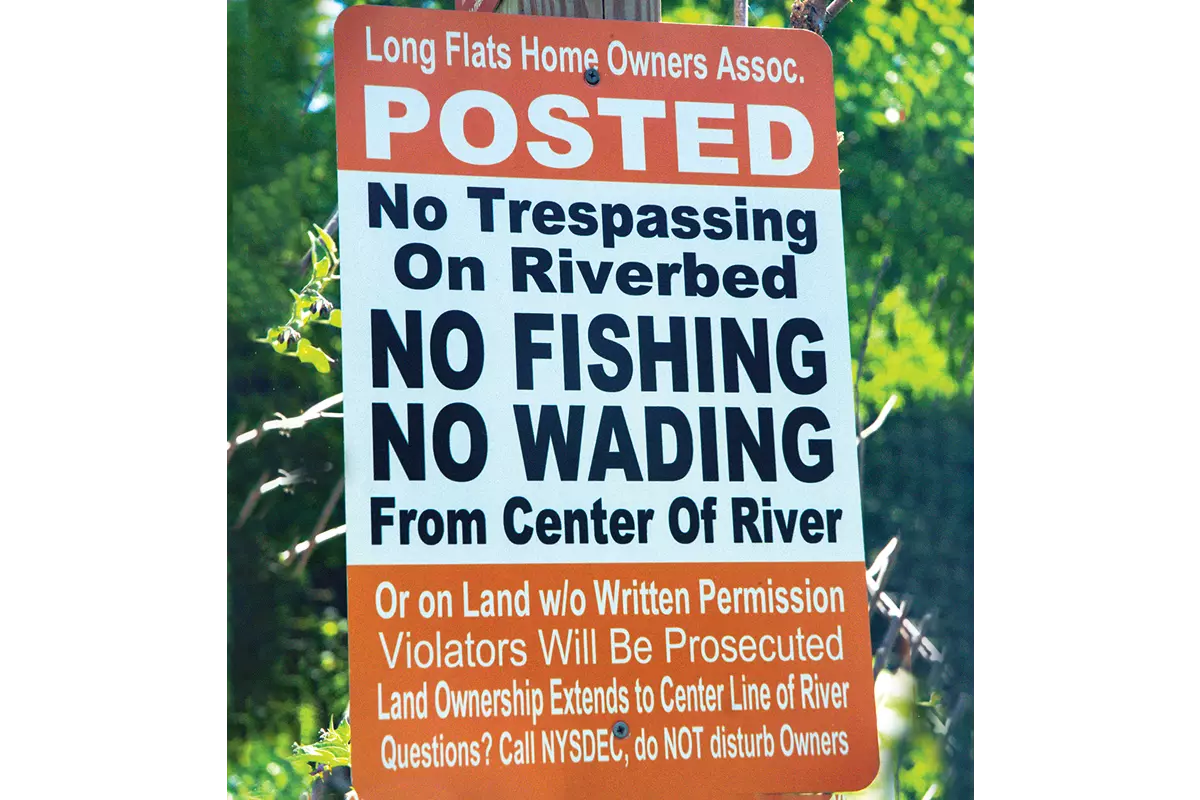 Long Flats Home Owners Assoc.
POSTED
No Trespassing
On Riverbed
NO FISHING
NO WADING
From Center Of River
Or on Land w/o Written Permission
Violators Will Be Prosecuted
Land Ownership Extends to Center Line of River
Questions? Call NYSDEC, do NOT disturb Owners